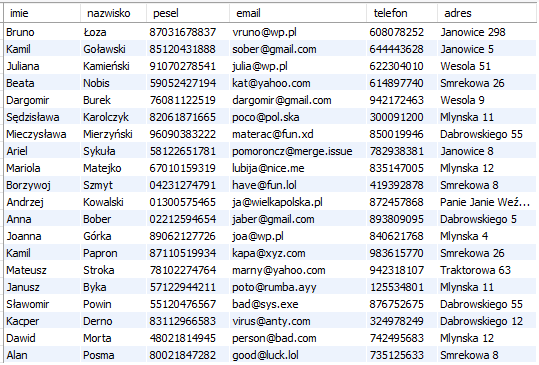 imie nazwisko pesel email telefon adres
Bruno Łoza 87031678837 vruno@wp.pl 608078252 Janowice 298
Kamil Goławski 85120431888 sober@gmail.com 644443628 Janowice 5
Juliana Kamieński 91070278541 julia@wp.pl 622304010 Wesola 51
Beata Nobis 59052427194 kat@yahoo.com 614897740 Smrekowa 26
Dargomir Burek 76081122519 dargomir@gmail.com 942172463 Wesola 9
Sędzisława Karolczyk 82061871665 poco@pol.ska 300091200 Mlynska 11
Mieczysława Mierzyński 96090383222 materac@fun.xd 850019946 Dabrowskiego 55
Ariel Sykuła 58122651781 pomoroncz@merge.issue 782938381 Janowice 8
Mariola Matejko 67010159319 lubija@nice.me 835147005 Mlynska 12
Borzywoj Szmyt 04231274791 have@fun.lol 419392878 Smrekowa 8
Andrzej Kowalski 01300575465 ja@wielkapolska.pl 872457868 Panie Janie Weź...
Anna Bober 02212594654 jaber@gmail.com 893809095 Dabrowskiego 5
Joanna Górka 89062127726 joa@wp.pl 840621768 Mlynska 4
Kamil Papron 87110519934 kapa@xyz.com 983615770 Smrekowa 26
Mateusz Stroka 78102274764 marny@yahoo.com 942318107 Traktorowa 63
Janusz Byka 57122944211 poto@rumba.ayy 125534801 Mlynska 11
Sławomir Powin 55120476567 bad@sys.exe 876752675 Dabrowskiego 55
Kacper Derno 83112966583 virus@anty.com 324978249 Dabrowskiego 12
Dawid Morta 48021814945 person@bad.com 742495683 Mlynska 12
Alan Posma 80021847282 good@luck.lol 735125633 Smrekowa 8